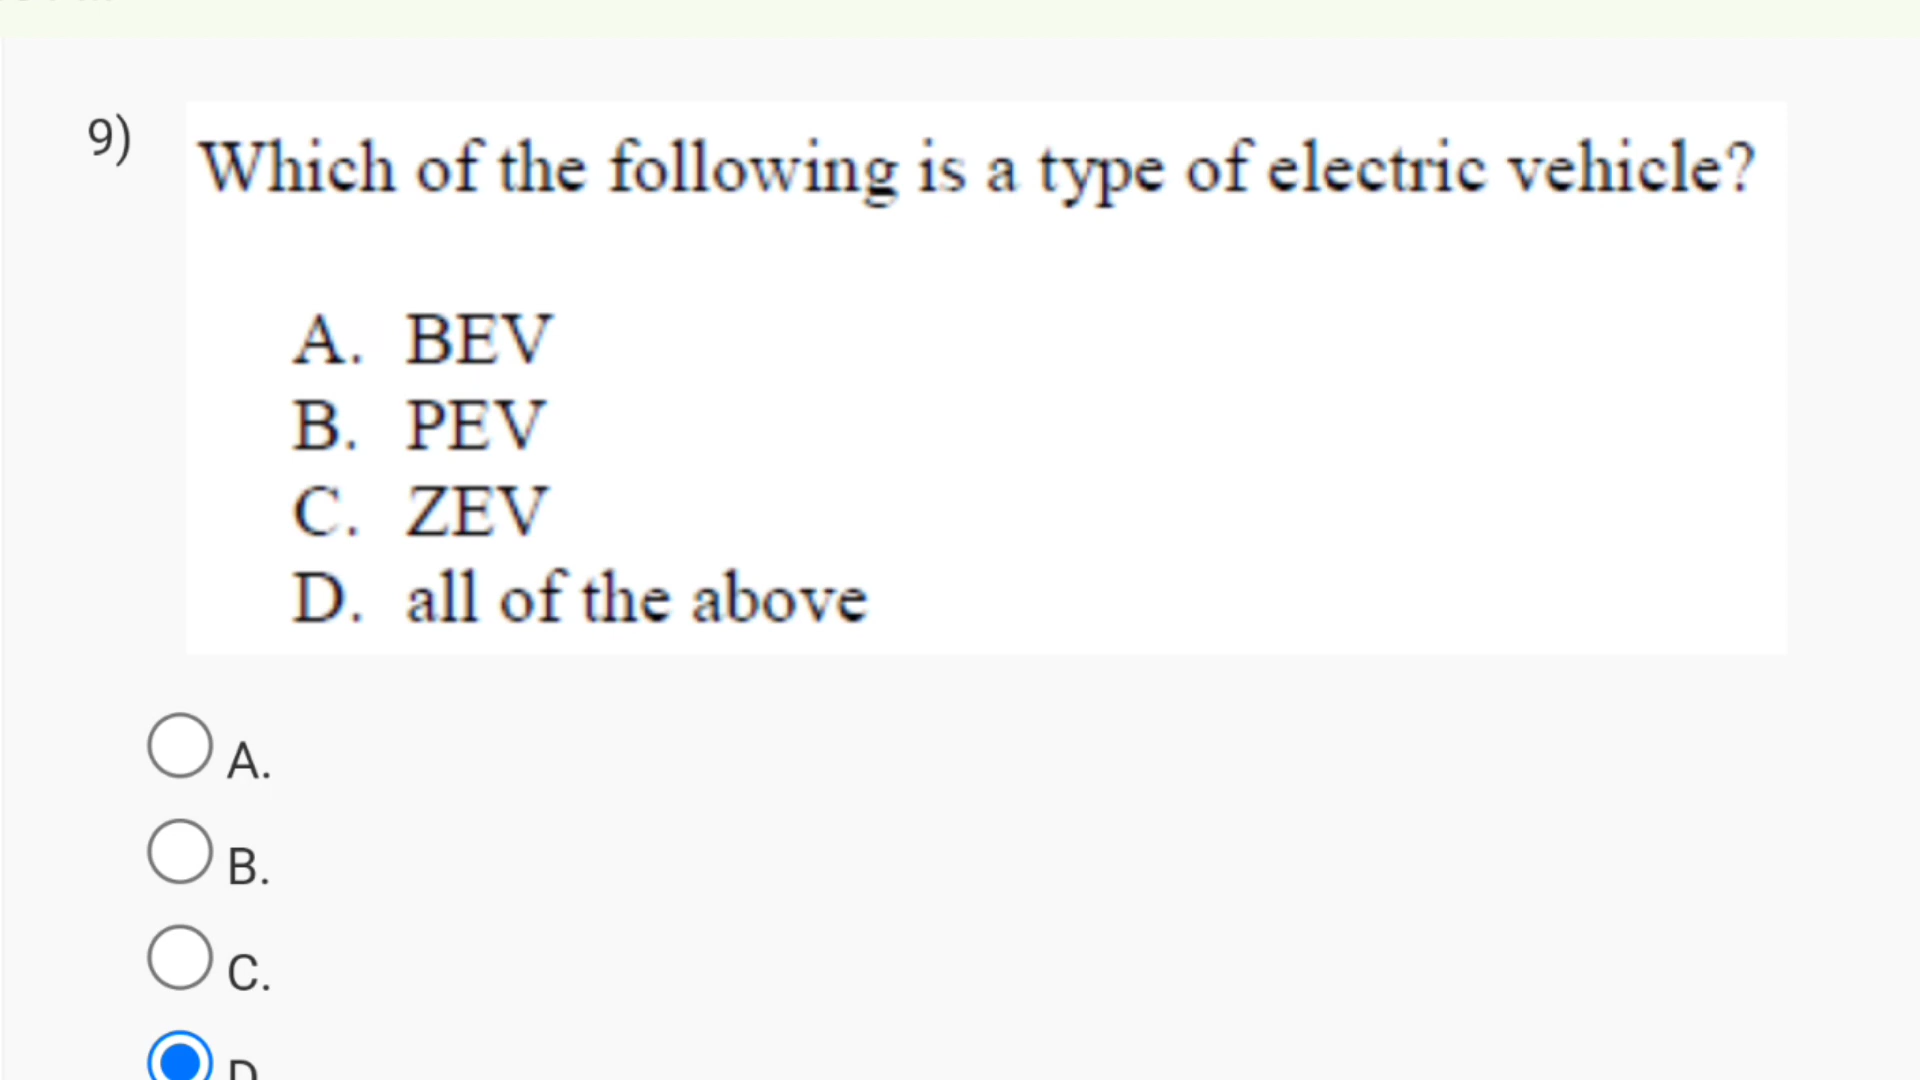 9) Which of the following is a type of electric vehicle?
A. BEV
B. PEV
C. ZEV
D. all of the above
A.
B.
C.
D